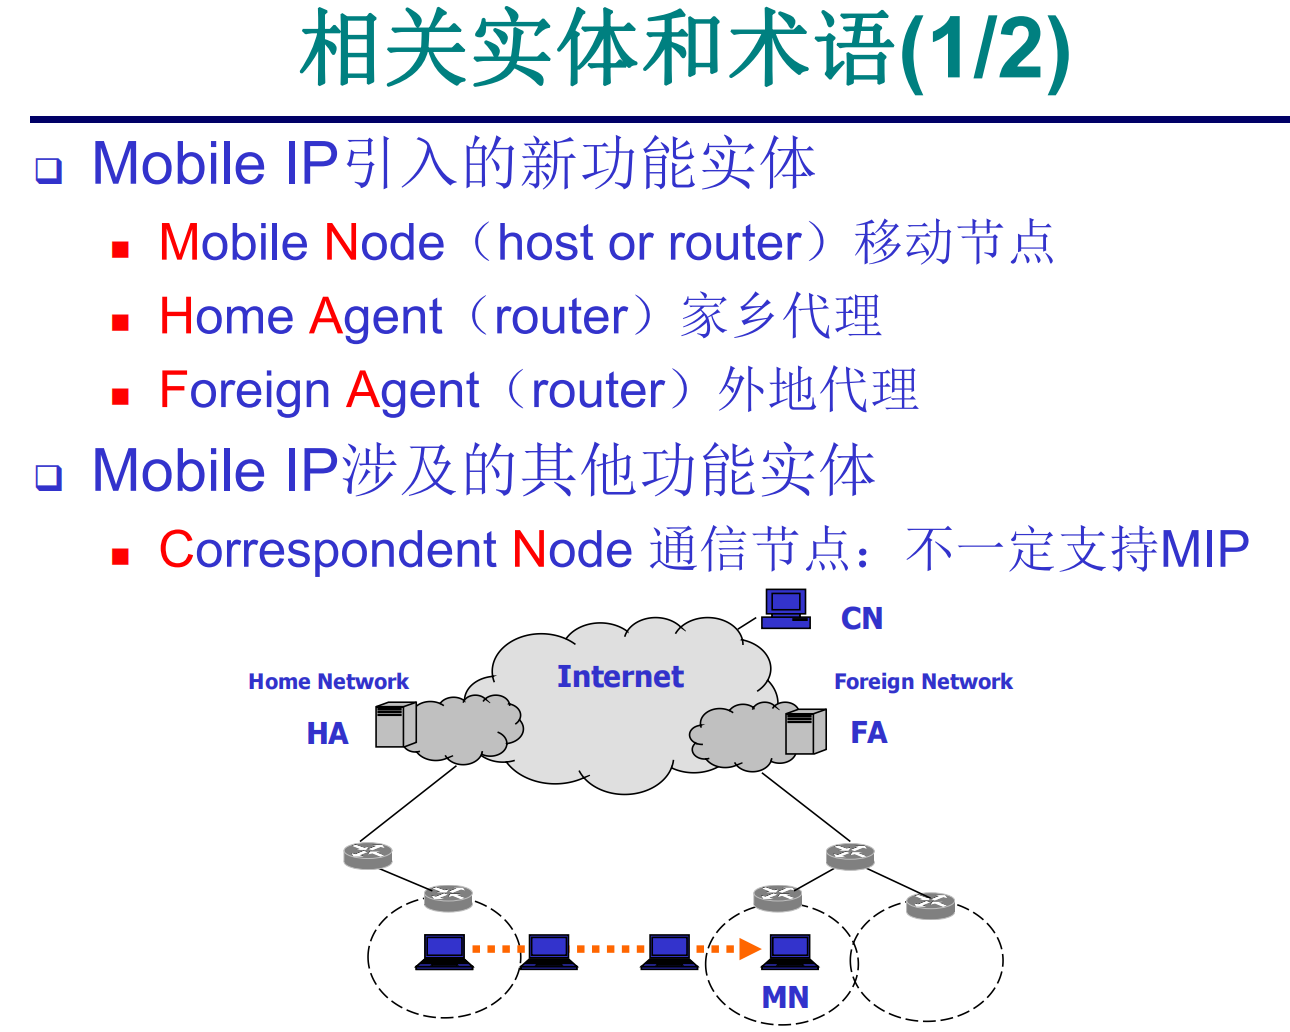 相关实体和术语(1/2)
Mobile IP引入的新功能实体
Mobile Node（host or router）移动节点
Home Agent（router）家乡代理
Foreign Agent（router）外地代理
Mobile IP涉及的其他功能实体
Correspondent Node 通信节点：不一定支持MIP
CN
Internet
Home Network
Foreign Network
HA
FA
MN